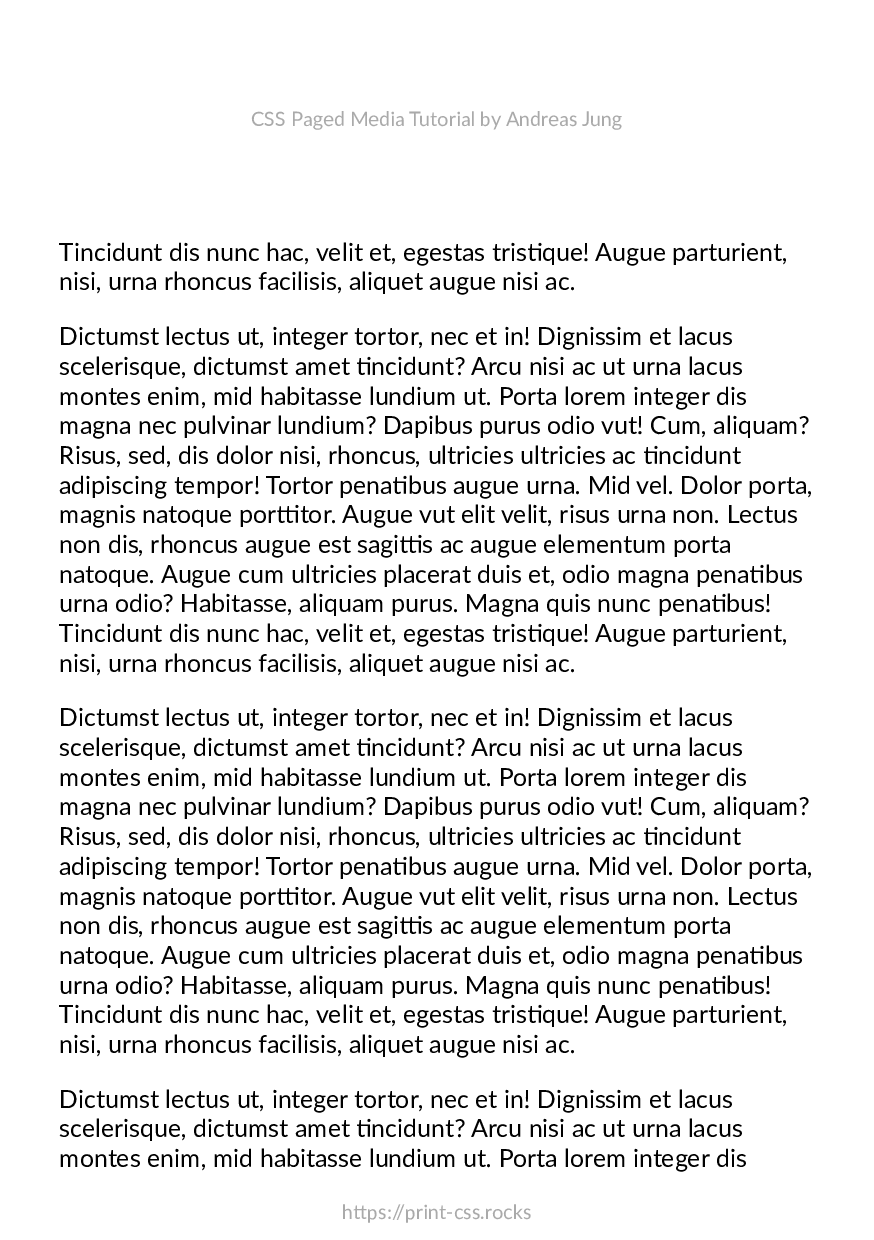 CSS Paged Media Tutorial by Andreas Jung
Tincidunt dis nunc hac, velit et, egestas tristique! Augue parturient,
nisi, urna rhoncus facilisis, aliquet augue nisi ac.
Dictumst lectus ut, integer tortor, nec et in! Dignissim et lacus
scelerisque, dictumst amet tincidunt? Arcu nisi ac ut urna lacus
montes enim, mid habitasse lundium ut. Porta lorem integer dis
magna nec pulvinar lundium? Dapibus purus odio vut! Cum, aliquam?
Risus, sed, dis dolor nisi, rhoncus, ultricies ultricies ac tincidunt
adipiscing tempor! Tortor penatibus augue urna. Mid vel. Dolor porta,
magnis natoque porttitor. Augue vut elit velit, risus urna non. Lectus
non dis, rhoncus augue est sagittis ac augue elementum porta
natoque. Augue cum ultricies placerat duis et, odio magna penatibus
urna odio? Habitasse, aliquam purus. Magna quis nunc penatibus!
Tincidunt dis nunc hac, velit et, egestas tristique! Augue parturient,
nisi, urna rhoncus facilisis, aliquet augue nisi ac.
Dictumst lectus ut, integer tortor, nec et in! Dignissim et lacus
scelerisque, dictumst amet tincidunt? Arcu nisi ac ut urna lacus
montes enim, mid habitasse lundium ut. Porta lorem integer dis
magna nec pulvinar lundium? Dapibus purus odio vut! Cum, aliquam?
Risus, sed, dis dolor nisi, rhoncus, ultricies ultricies ac tincidunt
adipiscing tempor! Tortor penatibus augue urna. Mid vel. Dolor porta,
magnis natoque porttitor. Augue vut elit velit, risus urna non. Lectus
non dis, rhoncus augue est sagittis ac augue elementum porta
natoque. Augue cum ultricies placerat duis et, odio magna penatibus
urna odio? Habitasse, aliquam purus. Magna quis nunc penatibus!
Tincidunt dis nunc hac, velit et, egestas tristique! Augue parturient,
nisi, urna rhoncus facilisis, aliquet augue nisi ac.
Dictumst lectus ut, integer tortor, nec et in! Dignissim et lacus
scelerisque, dictumst amet tincidunt? Arcu nisi ac ut urna lacus
montes enim, mid habitasse lundium ut. Porta lorem integer dis
https://print-css.rocks